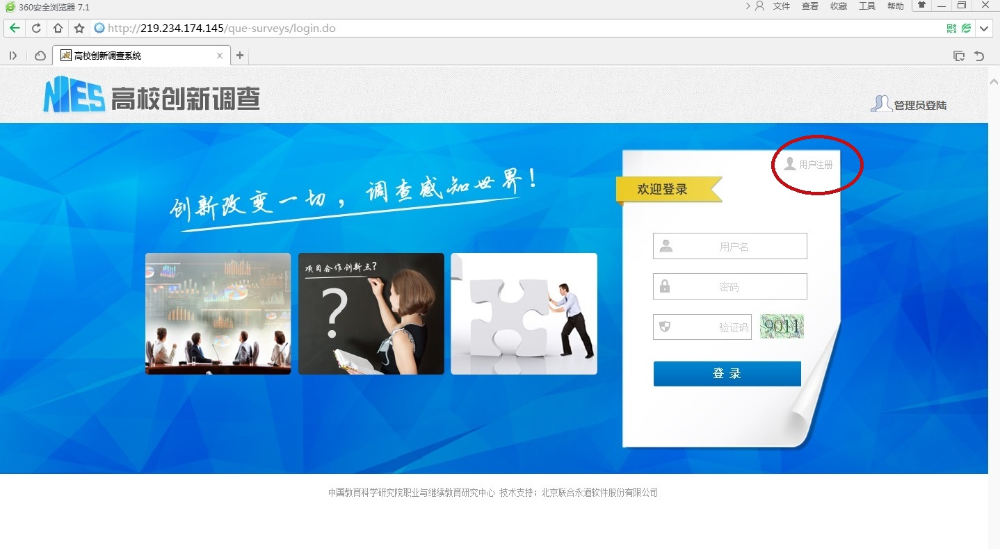 360安全浏览器 7.1
文件 查看 收藏 工具 帮助
http://219.234.174.145/que-surveys/login.do
高校创新调查系统
NIES 高校创新调查
管理员登陆
用户注册
欢迎登录
创新改变一切，调查感知世界！
项目合作创新点?
?
用户名
密码
验证码 9011
登 录
中国教育科学研究院职业与继续教育研究中心 技术支持：北京联合永道软件股份有限公司